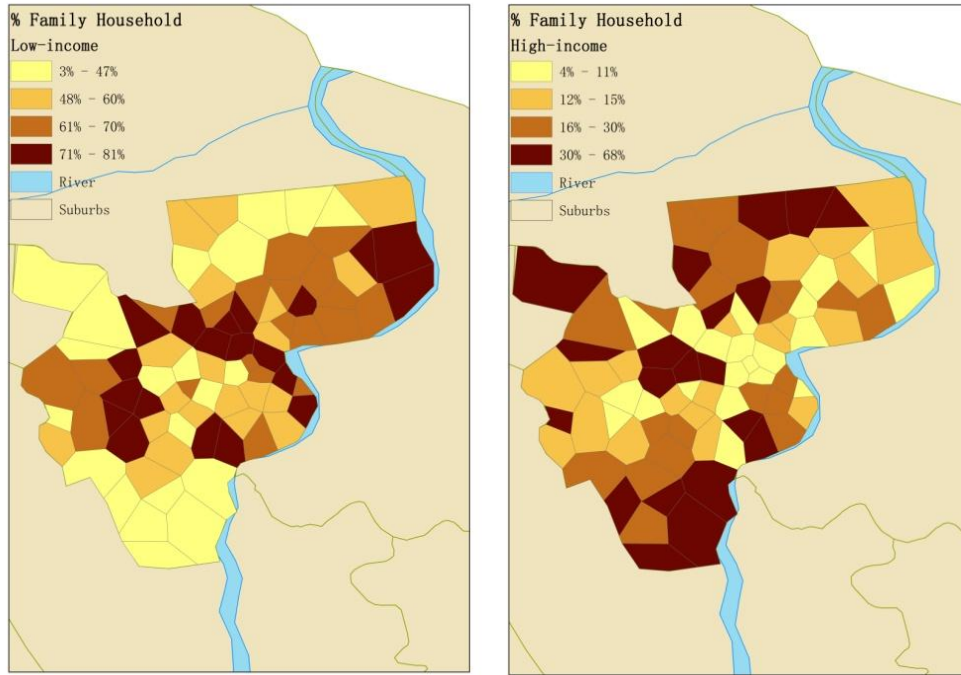 % Family Household
Low-income
3% - 47%
48% - 60%
61% - 70%
71% - 81%
River
Suburbs
% Family Household
High-income
4% - 11%
12% - 15%
16% - 30%
30% - 68%
River
Suburbs